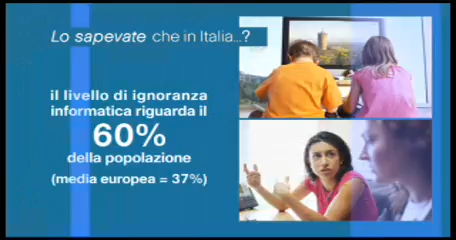 Lo sapevate che in Italia...?
il livello di ignoranza
informatica riguarda il
60%
della popolazione
(media europea = 37%)